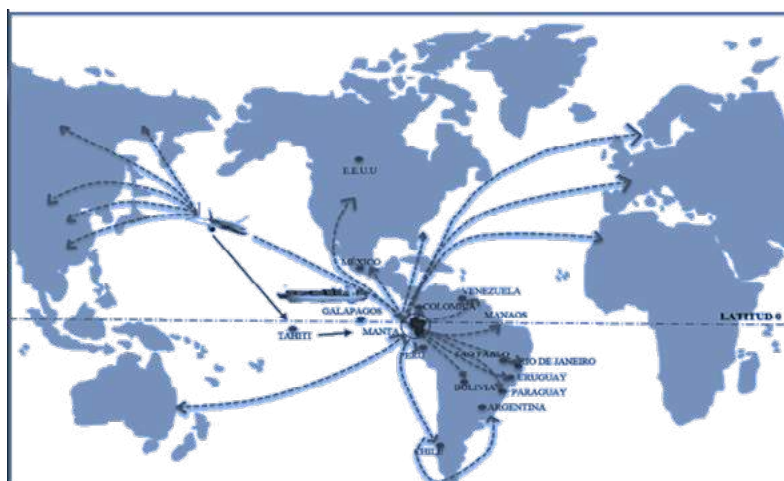 E.E.U.U
MÉXICO
VENEZUELA
COLOMBIA
GALAPAGOS
MANAOS
LATITUD 0
TAHITI
MANTA
PERU
SAO PABLO
RIO DE JANEIRO
URUGUAY
BOLIVIA
PARAGUAY
ARGENTINA
CHILE